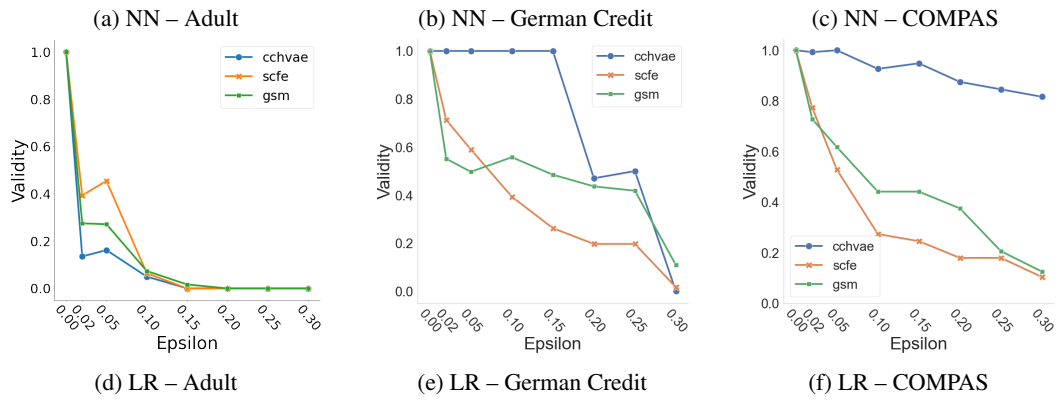 (a) NN – Adult
(b) NN – German Credit
(c) NN – COMPAS
1.0
0.8
0.6
0.4
0.2
0.0
Validity
cchvae
scfe
gsm
0.00
0.02
0.05
0.10
0.15
0.20
0.25
0.30
Epsilon
1.0
0.8
0.6
0.4
0.2
0.0
Validity
cchvae
scfe
gsm
0.00
0.02
0.05
0.10
0.15
0.20
0.25
0.30
Epsilon
1.0
0.8
0.6
0.4
0.2
0.0
Validity
cchvae
scfe
gsm
0.00
0.02
0.05
0.10
0.15
0.20
0.25
0.30
Epsilon
(d) LR – Adult
(e) LR – German Credit
(f) LR – COMPAS